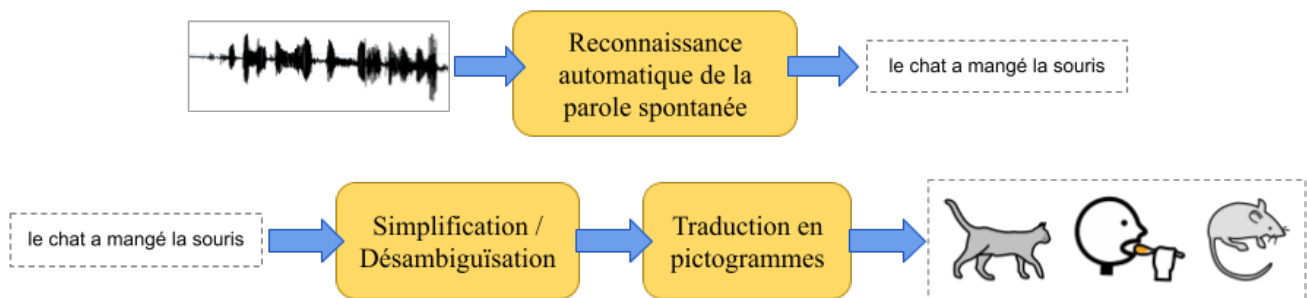 Reconnaissance
automatique de la
parole spontanée
le chat a mangé la souris
le chat a mangé la souris
Simplification /
Désambiguïsation
Traduction en
pictogrammes